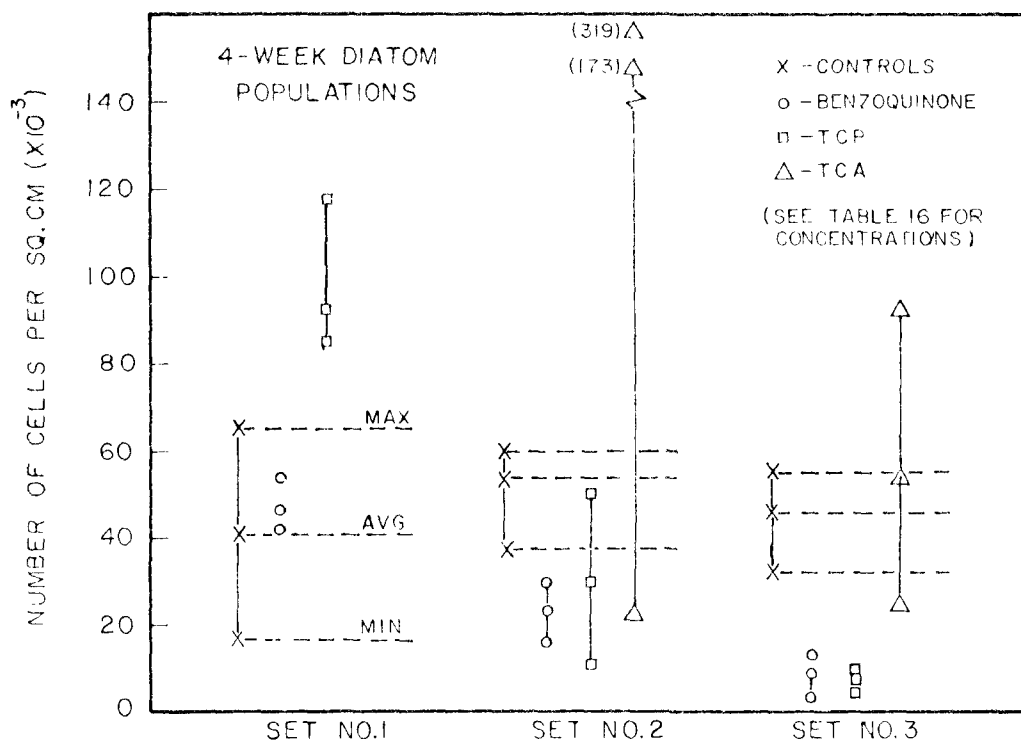 4-WEEK DIATOM
POPULATIONS
(319)
(173)
X -CONTROLS
o -BENZOQUINONE
□ -TCP
△ -TCA
(SEE TABLE 16 FOR
CONCENTRATIONS)
NUMBER OF CELLS PER SQ.CM (X10⁻³)
140
120
100
80
60
40
20
0
MAX
AVG
MIN
SET NO.1
SET NO.2
SET NO.3